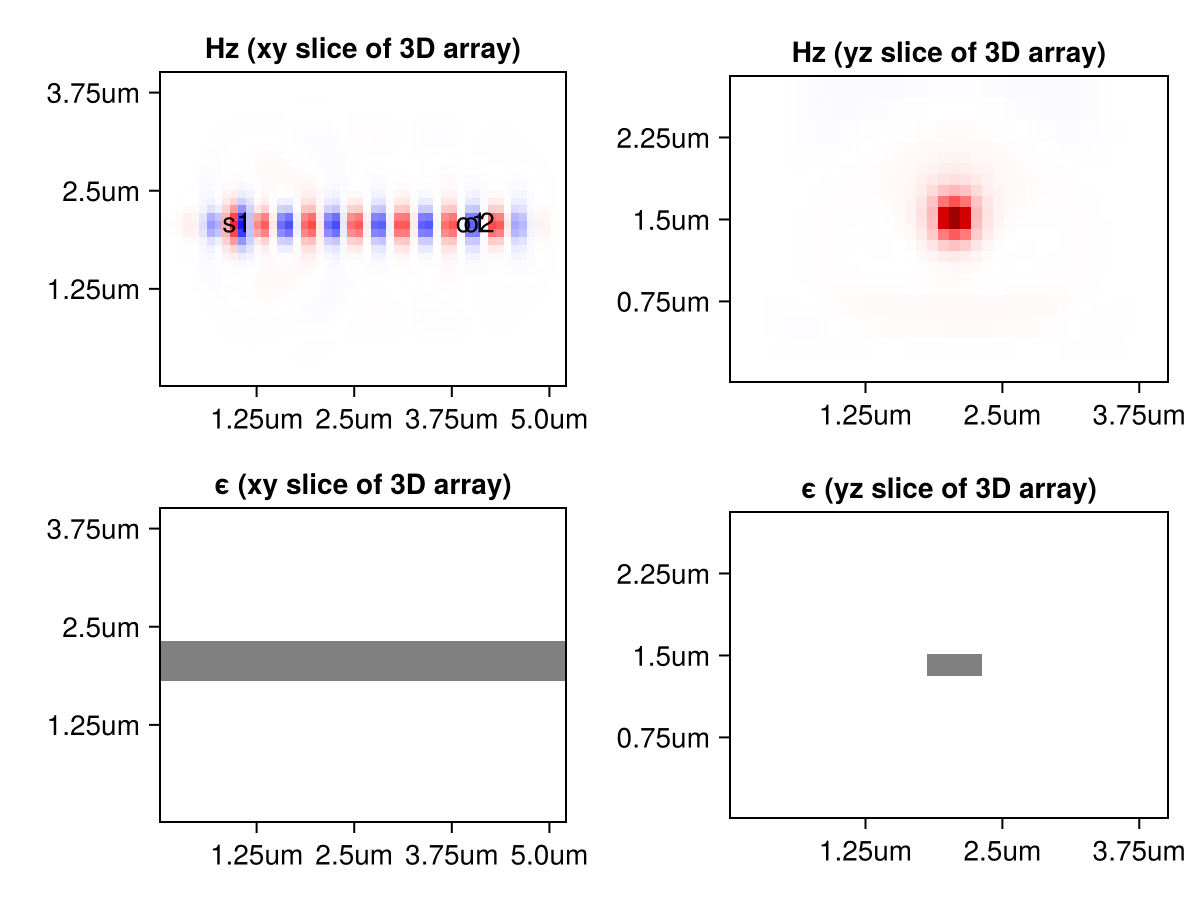 Hz (xy slice of 3D array)
3.75um
2.5um
1.25um
s1
1.25um 2.5um 3.75um 5.0um
Hz (yz slice of 3D array)
2.25um
1.5um
0.75um
1.25um 2.5um 3.75um
ϵ (xy slice of 3D array)
3.75um
2.5um
1.25um
1.25um 2.5um 3.75um 5.0um
ϵ (yz slice of 3D array)
2.25um
1.5um
0.75um
1.25um 2.5um 3.75um